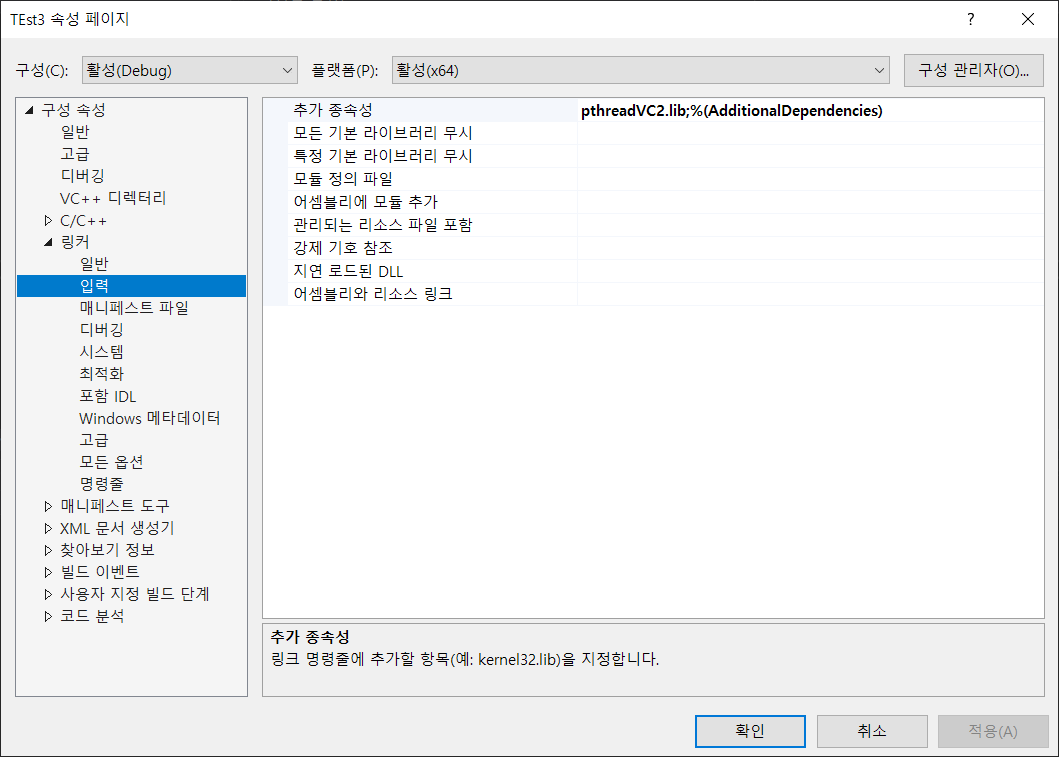 TEst3 속성 페이지
?
구성(C): 활성(Debug) 플랫폼(P): 활성(x64) 구성 관리자(O)...
구성 속성
일반
고급
디버깅
VC++ 디렉터리
C/C++
링커
일반
입력
매니페스트 파일
디버깅
시스템
최적화
포함 IDL
Windows 메타데이터
고급
모든 옵션
명령줄
매니페스트 도구
XML 문서 생성기
찾아보기 정보
빌드 이벤트
사용자 지정 빌드 단계
코드 분석
추가 종속성 pthreadVC2.lib;%(AdditionalDependencies)
모든 기본 라이브러리 무시
특정 기본 라이브러리 무시
모듈 정의 파일
어셈블리에 모듈 추가
관리되는 리소스 파일 포함
강제 기호 참조
지연 로드된 DLL
어셈블리와 리소스 링크
추가 종속성
링크 명령줄에 추가할 항목(예: kernel32.lib)을 지정합니다.
확인 취소 적용(A)